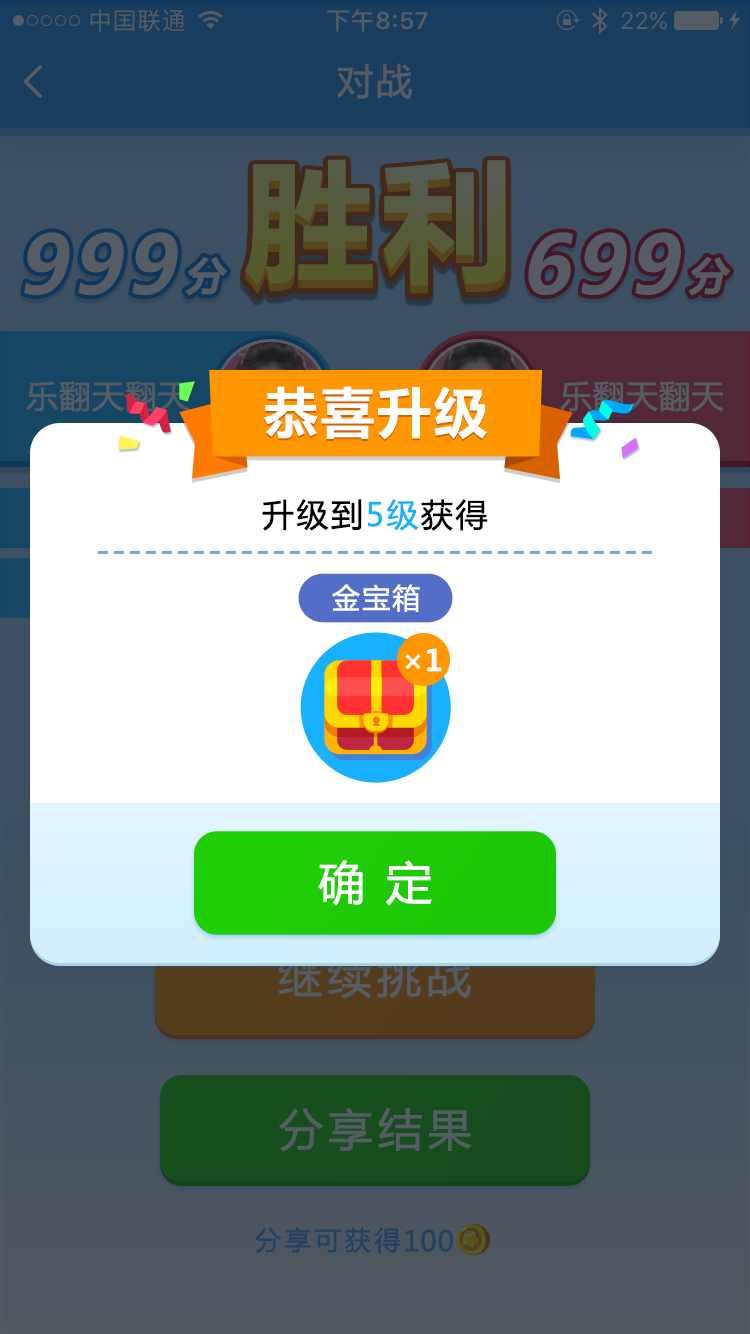 中国联通 下午8:57 22%
对战
胜利
999分 699分
乐翻天翻天 乐翻天翻天
恭喜升级
升级到5级获得
金宝箱
×1
确定
继续挑战
分享结果
分享可获得100